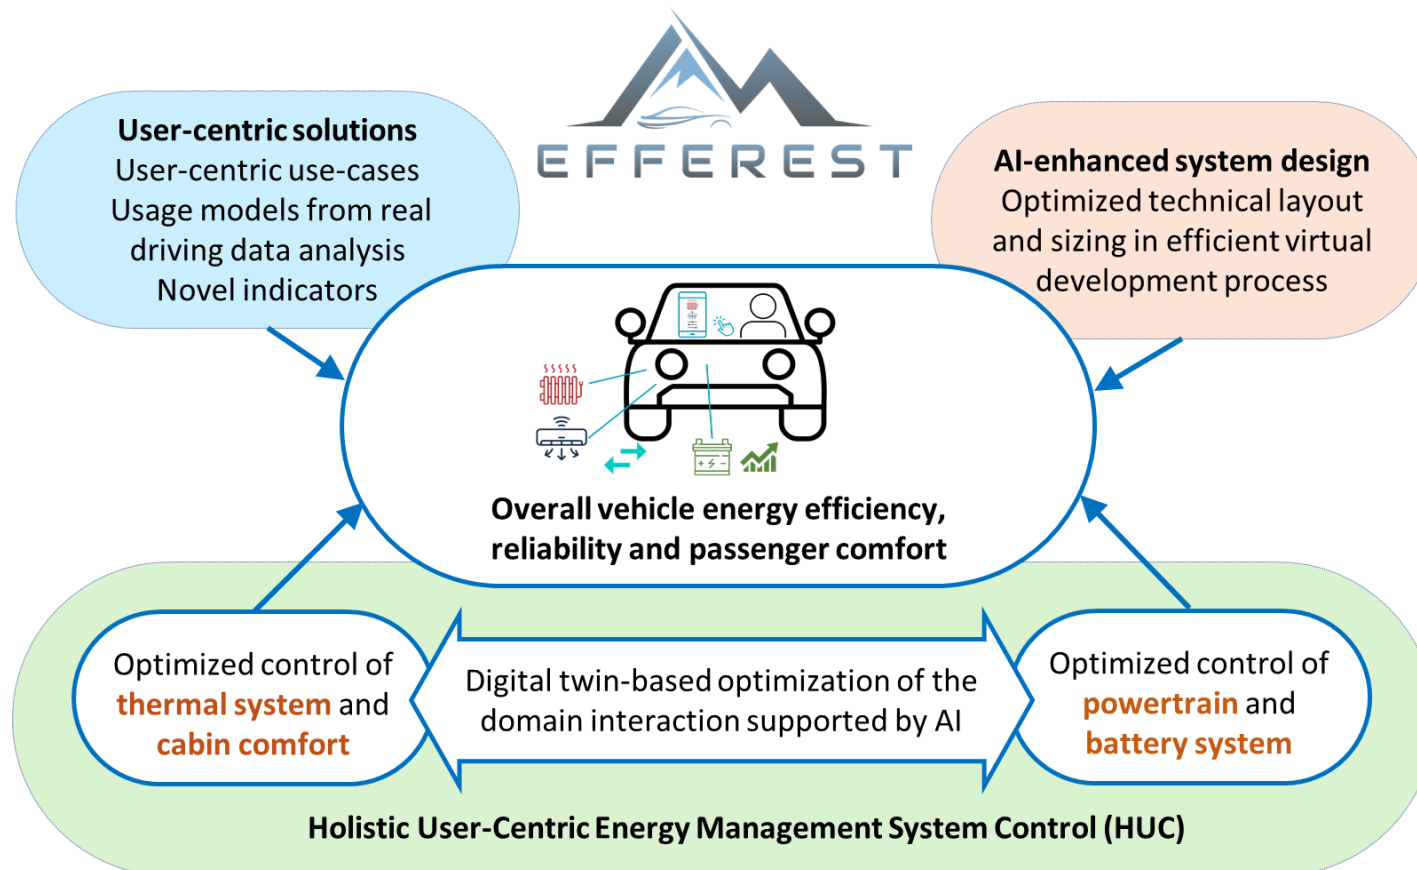 EFFEREST
User-centric solutions
User-centric use-cases
Usage models from real
driving data analysis
Novel indicators
AI-enhanced system design
Optimized technical layout
and sizing in efficient virtual
development process
Overall vehicle energy efficiency,
reliability and passenger comfort
Optimized control of
thermal system and
cabin comfort
Digital twin-based optimization of the
domain interaction supported by AI
Optimized control of
powertrain and
battery system
Holistic User-Centric Energy Management System Control (HUC)